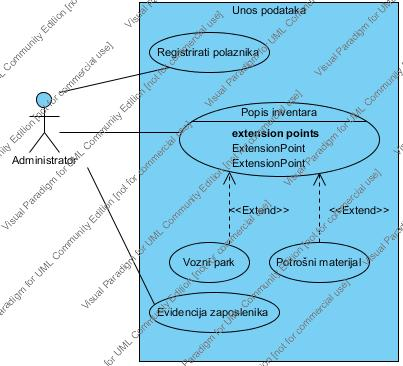 Unos podataka
Registrirati polaznika
Popis inventara
extension points
ExtensionPoint
ExtensionPoint
Administrator
<<Extend>>
<<Extend>>
Vozni park
Potrošni materijal
Evidencija zaposlenika
Visual Paradigm for UML Community Edition [not for commercial use]